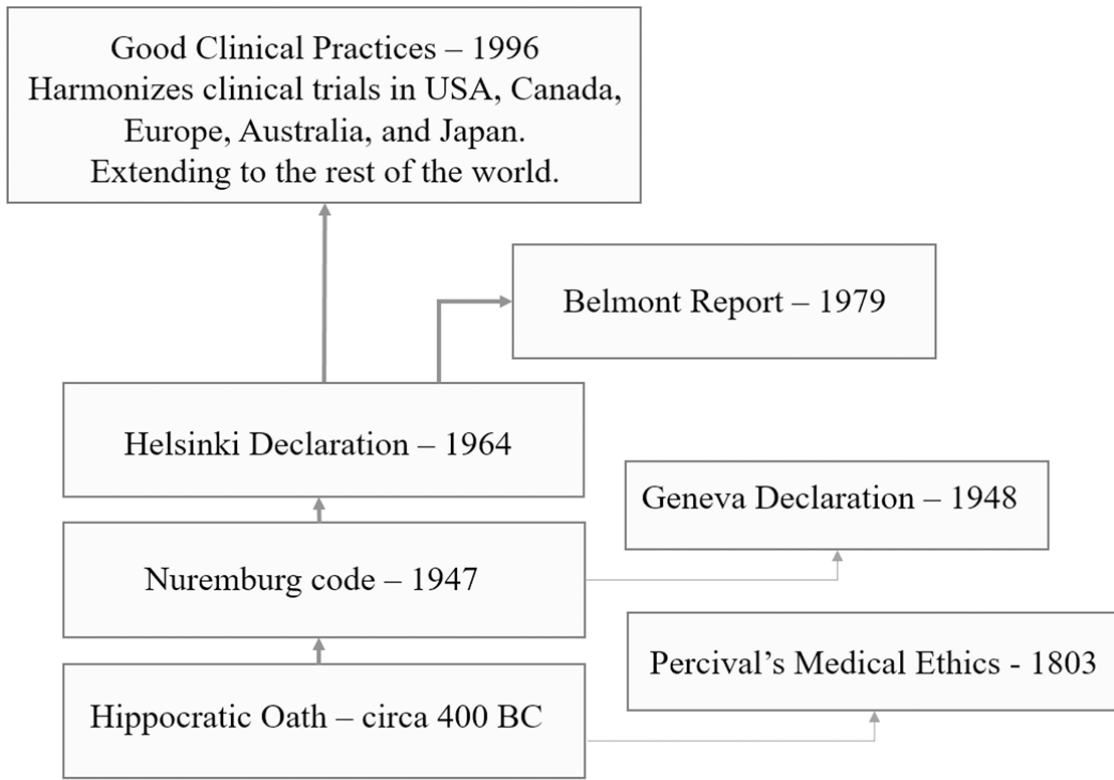 Good Clinical Practices – 1996
Harmonizes clinical trials in USA, Canada,
Europe, Australia, and Japan.
Extending to the rest of the world.
Belmont Report – 1979
Helsinki Declaration – 1964
Geneva Declaration – 1948
Nuremburg code – 1947
Percival’s Medical Ethics - 1803
Hippocratic Oath – circa 400 BC